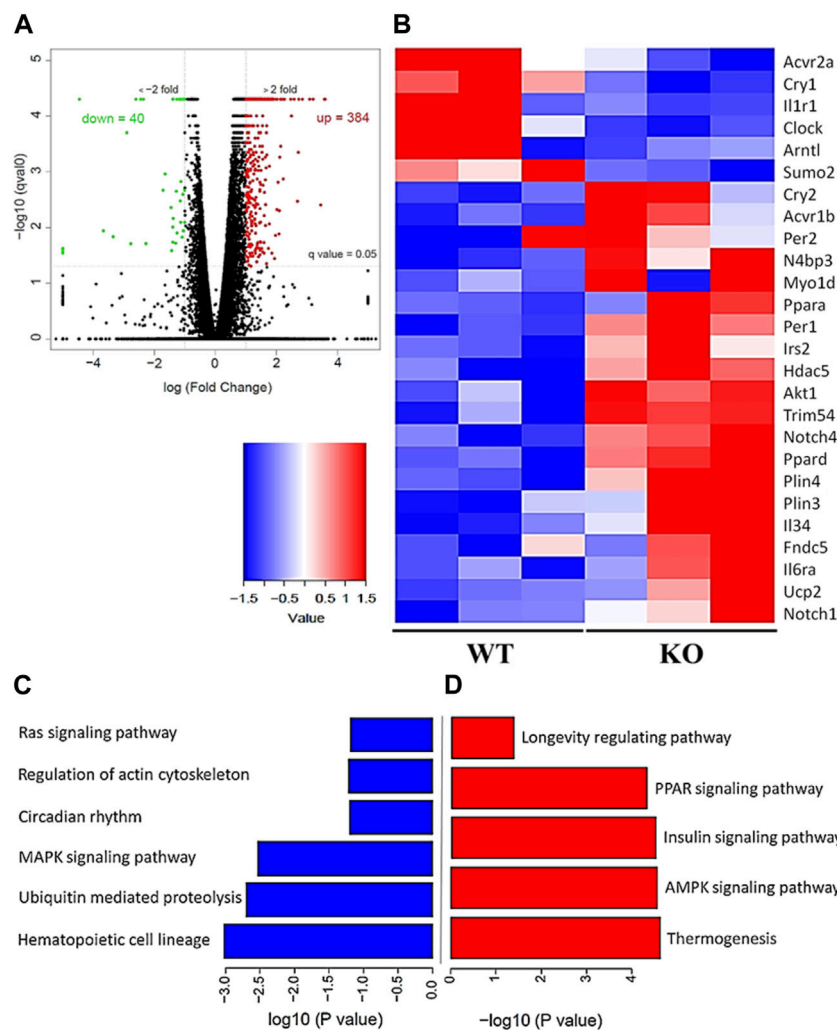 A
5
4
3
2
1
0
−log10 (qval0)
< −2 fold
> 2 fold
down = 40
up = 384
q value = 0.05
−4
−2
0
2
4
log (Fold Change)
−1.5
−0.5
0.5
1
1.5
Value
B
Acvr2a
Cry1
Il1r1
Clock
Arntl
Sumo2
Cry2
Acvr1b
Per2
N4bp3
Myo1d
Ppara
Per1
Irs2
Hdac5
Akt1
Trim54
Notch4
Ppard
Plin4
Plin3
Il34
Fndc5
Il6ra
Ucp2
Notch1
WT
KO
C
Ras signaling pathway
Regulation of actin cytoskeleton
Circadian rhythm
MAPK signaling pathway
Ubiquitin mediated proteolysis
Hematopoietic cell lineage
−3.0
−2.5
−2.0
−1.5
−1.0
−0.5
0.0
log10 (P value)
D
Longevity regulating pathway
PPAR signaling pathway
Insulin signaling pathway
AMPK signaling pathway
Thermogenesis
0
1
2
3
4
−log10 (P value)